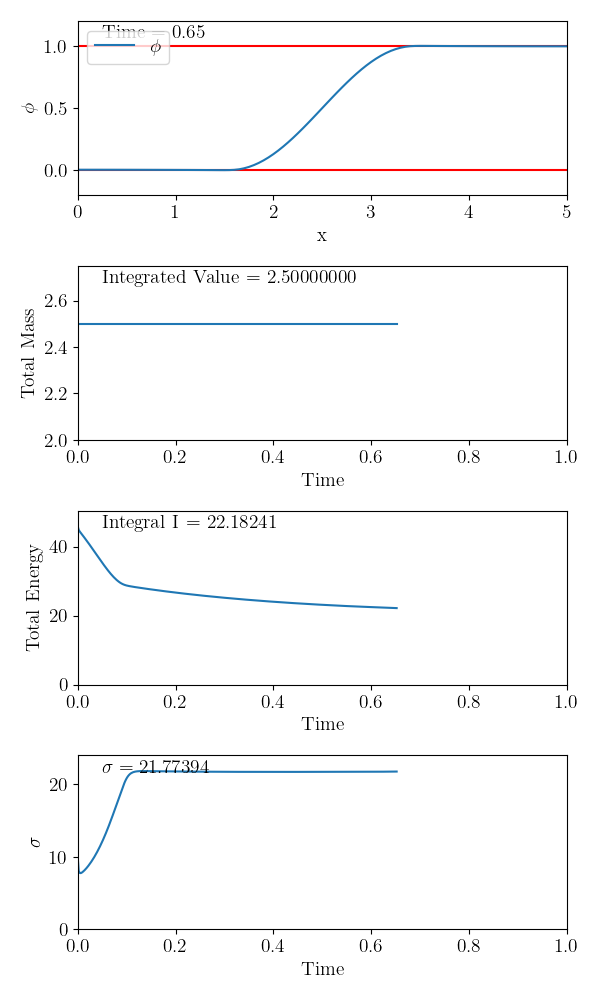 Time = 0.65
ϕ
1.0
0.5
0.0
ϕ
0 1 2 3 4 5
x
Integrated Value = 2.50000000
2.6
2.4
2.2
2.0
Total Mass
0.0 0.2 0.4 0.6 0.8 1.0
Time
Integral I = 22.18241
40
20
0
Total Energy
0.0 0.2 0.4 0.6 0.8 1.0
Time
σ = 21.77394
20
10
0
σ
0.0 0.2 0.4 0.6 0.8 1.0
Time